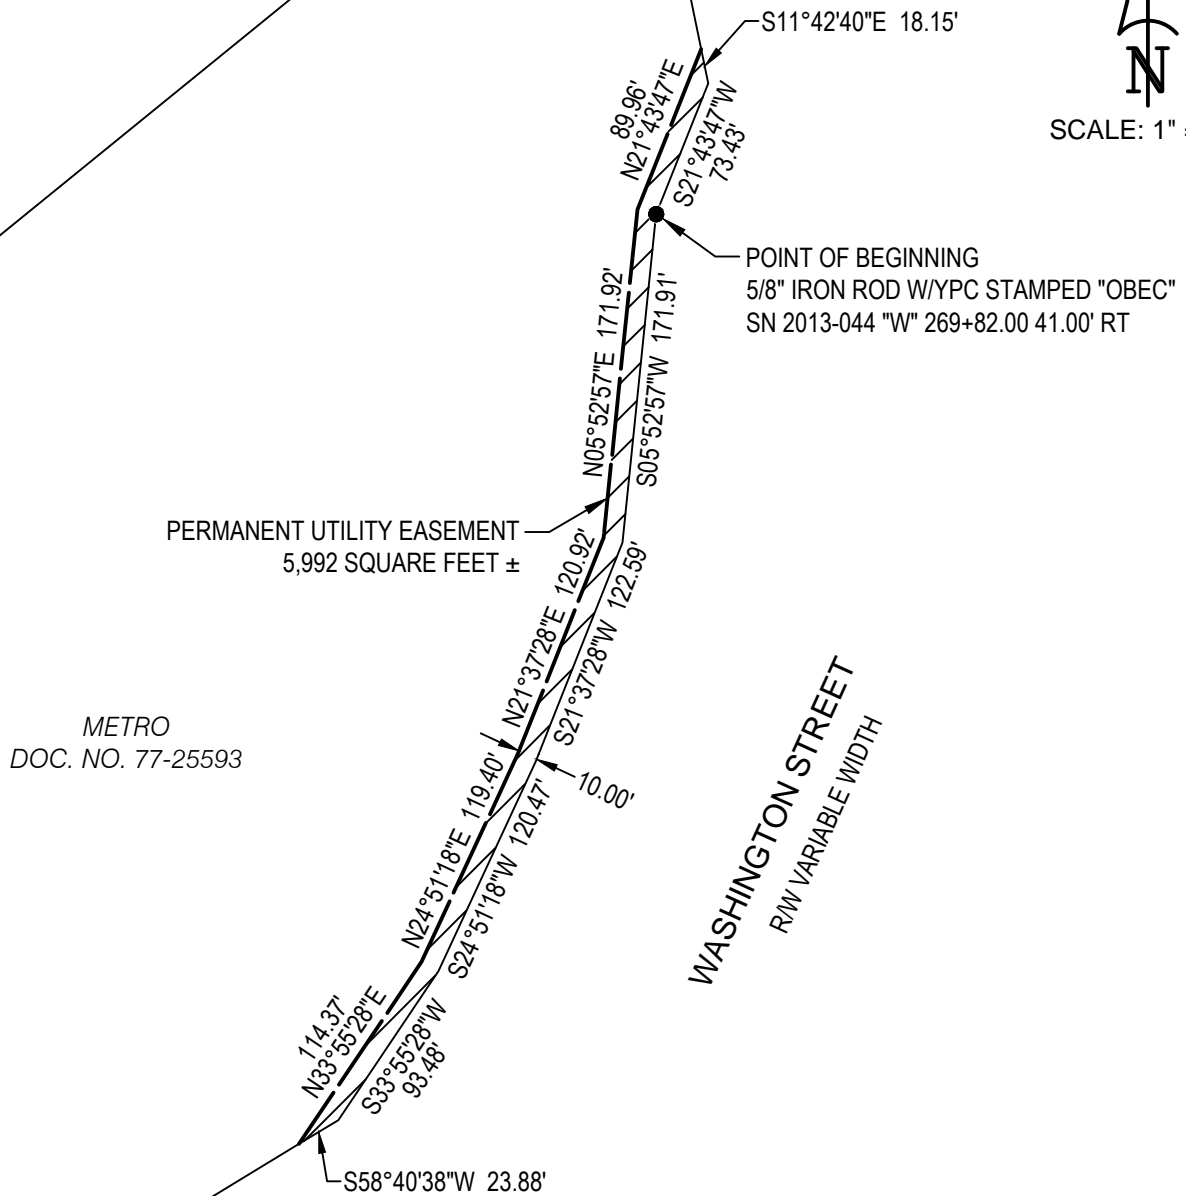 S11°42'40"E 18.15'
N
SCALE: 1" =
89.96'
N21°43'47"E
S21°43'47"W
73.43'
POINT OF BEGINNING
5/8" IRON ROD W/YPC STAMPED "OBEC"
SN 2013-044 "W" 269+82.00 41.00' RT
N05°52'57"E 171.92'
S05°52'57"W 171.91'
PERMANENT UTILITY EASEMENT
5,992 SQUARE FEET ±
N21°37'28"E 120.92'
S21°37'28"W 122.59'
METRO
DOC. NO. 77-25593
10.00'
WASHINGTON STREET
R/W VARIABLE WIDTH
N24°51'18"E 119.40'
S24°51'18"W 120.47'
114.37'
N33°55'28"E
S33°55'28"W
93.48'
S58°40'38"W 23.88'